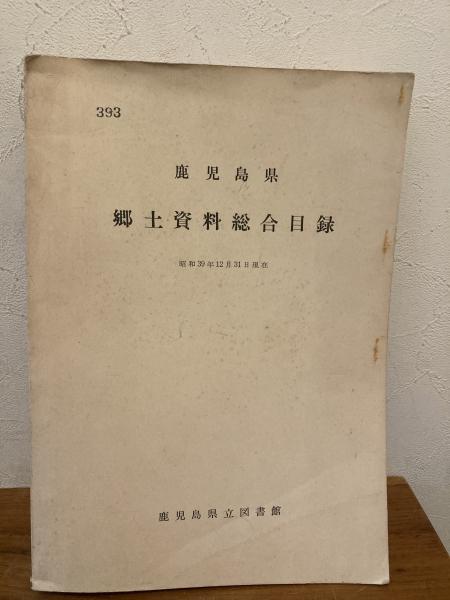 393
鹿児島県
郷土資料総合目録
昭和39年12月31日現在
鹿児島県立図書館